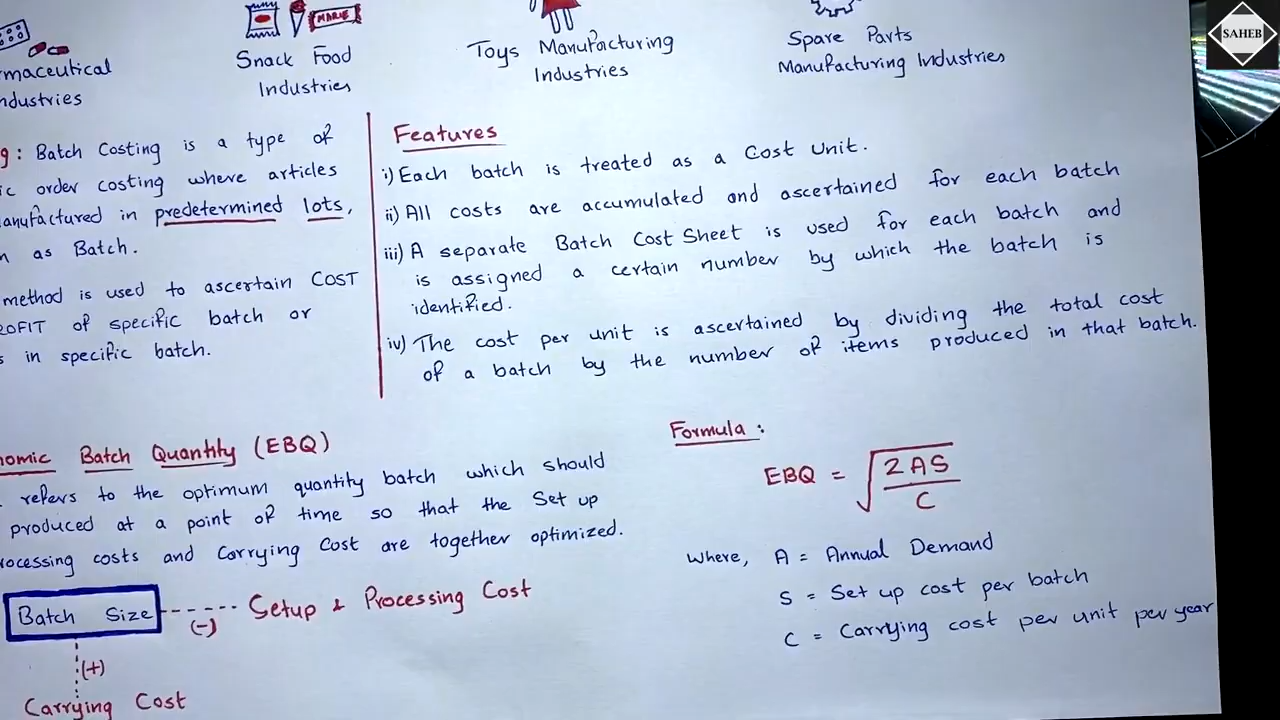 MARIE
SAHEB
maceutical
ndustries
Snack Food
Industries
Toys Manufacturing
Industries
Spare Parts
Manufacturing Industries
g: Batch Costing is a type of
ic order costing where articles
anufactured in predetermined lots,
n as Batch.
method is used to ascertain COST
ROFIT of specific batch or
s in specific batch.
Features
i) Each batch is treated as a Cost Unit.
ii) All costs are accumulated and ascertained for each batch
iii) A separate Batch Cost Sheet is used for each batch and
is assigned a certain number by which the batch is
identified.
iv) The cost per unit is ascertained by dividing the total cost
of a batch by the number of items produced in that batch.
nomic Batch Quantity (EBQ)
refers to the optimum quantity batch which should
produced at a point of time so that the Set up
rocessing costs and Carrying Cost are together optimized.
Batch Size ------ Setup & Processing Cost
(-)
(+)
Carrying Cost
Formula:
EBQ = √(2AS/C)
Where, A = Annual Demand
S = Set up cost per batch
C = Carrying cost per unit per year